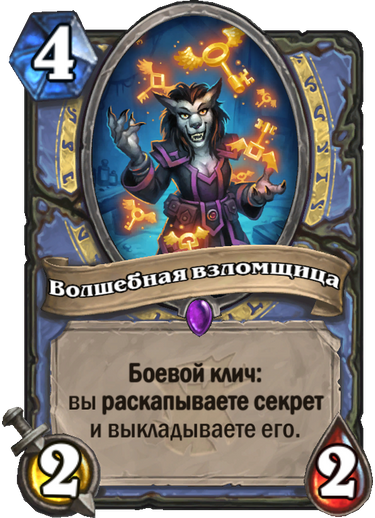 4
Волшебная взломщица
Боевой клич:
вы раскапываете секрет
и выкладываете его.
2
2